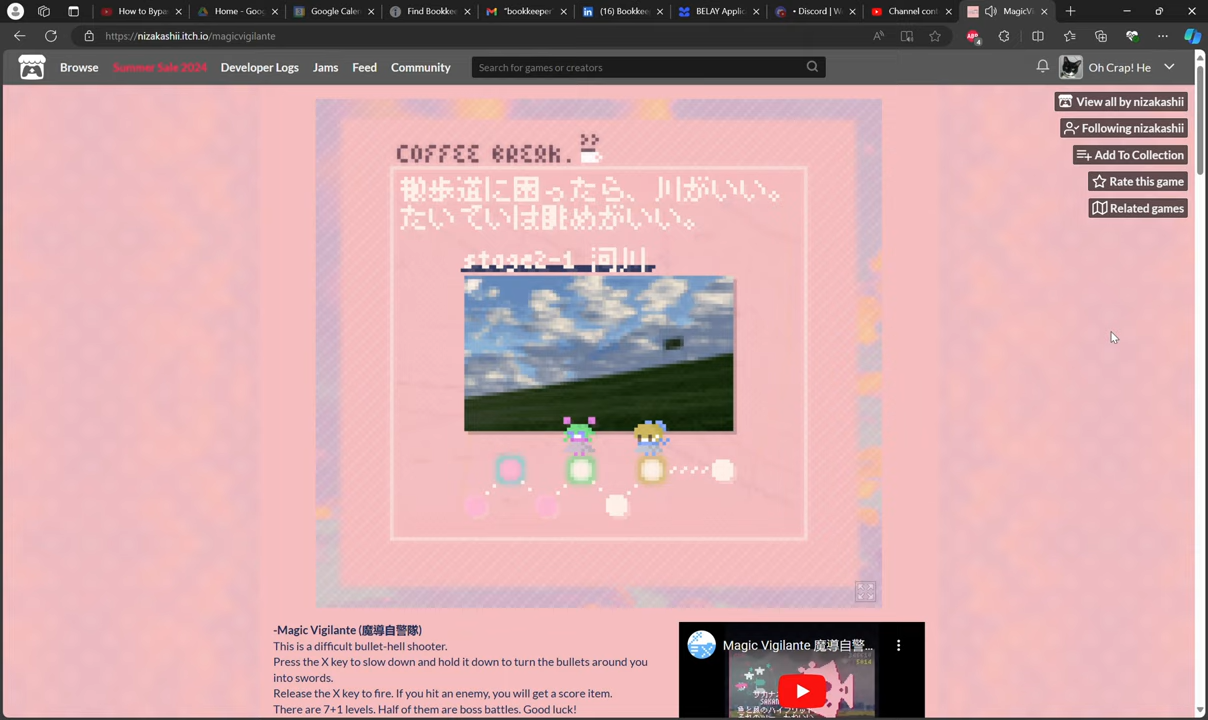 How to Bypa
Home - Goo
Google Calen
Find Bookke
"bookkeeper"
(16) Bookkee
BELAY Applic
• Discord | W
Channel cont
MagicVi
https://nizakashii.itch.io/magicvigilante
4
Browse
Summer Sale 2024
Developer Logs
Jams
Feed
Community
Search for games or creators
Oh Crap! He
View all by nizakashii
Following nizakashii
Add To Collection
Rate this game
Related games
COFFEE BREAK.
散歩道に困ったら、川がいい。
たいていは眺めがいい。
stage2-1 河川
-Magic Vigilante (魔導自警隊)
This is a difficult bullet-hell shooter.
Press the X key to slow down and hold it down to turn the bullets around you
into swords.
Release the X key to fire. If you hit an enemy, you will get a score item.
There are 7+1 levels. Half of them are boss battles. Good luck!
Magic Vigilante 魔導自警...
サカナ
SAKAN